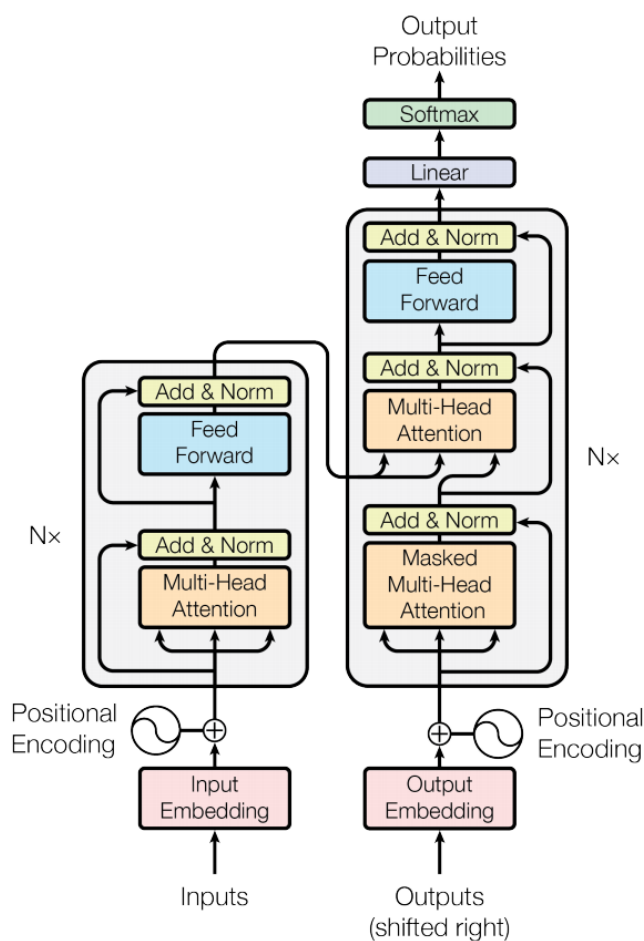 Output
Probabilities
Softmax
Linear
Add & Norm
Feed
Forward
Add & Norm
Multi-Head
Attention
Add & Norm
Masked
Multi-Head
Attention
N×
Add & Norm
Feed
Forward
Add & Norm
Multi-Head
Attention
N×
Positional
Encoding
Positional
Encoding
Input
Embedding
Output
Embedding
Inputs
Outputs
(shifted right)